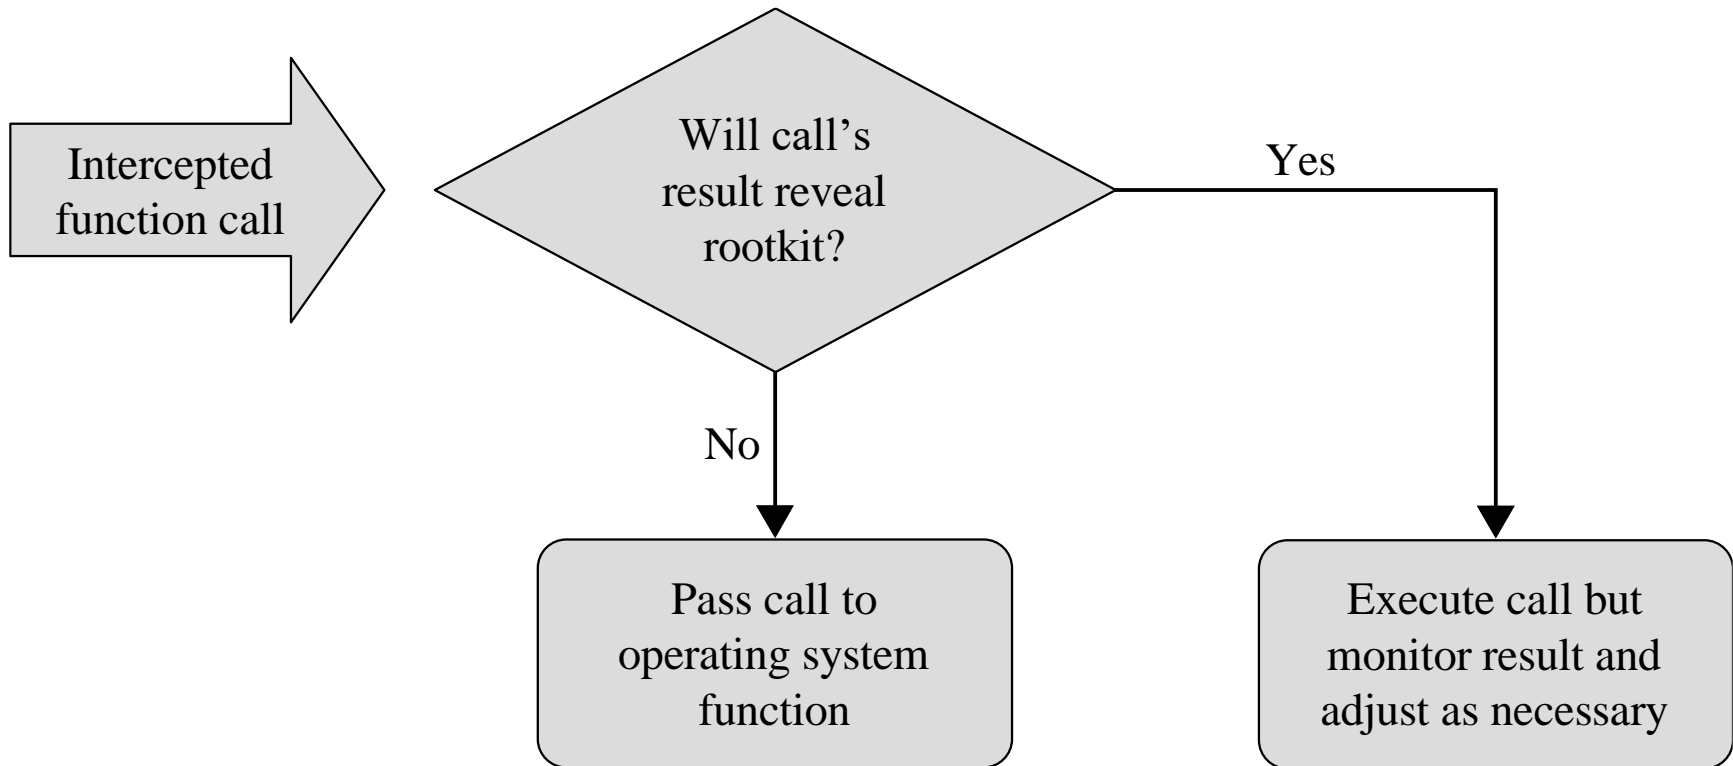 Intercepted
function call
Will call’s
result reveal
rootkit?
Yes
No
Pass call to
operating system
function
Execute call but
monitor result and
adjust as necessary